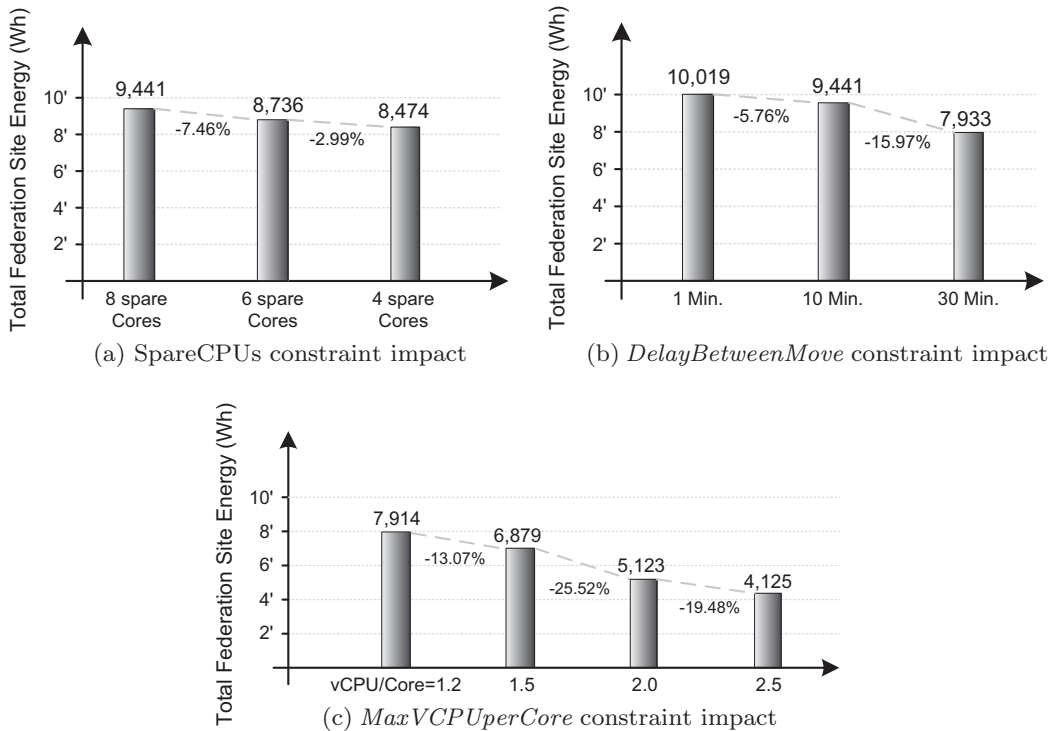 Total Federation Site Energy (Wh)
10'
8'
6'
4'
2'
9,441
8,736
8,474
-7.46%
-2.99%
8 spare
Cores
6 spare
Cores
4 spare
Cores
(a) SpareCPUs constraint impact
Total Federation Site Energy (Wh)
10'
8'
6'
4'
2'
10,019
9,441
7,933
-5.76%
-15.97%
1 Min.
10 Min.
30 Min.
(b) DelayBetweenMove constraint impact
Total Federation Site Energy (Wh)
10'
8'
6'
4'
2'
7,914
6,879
5,123
4,125
-13.07%
-25.52%
-19.48%
vCPU/Core=1.2
1.5
2.0
2.5
(c) MaxVCPUperCore constraint impact